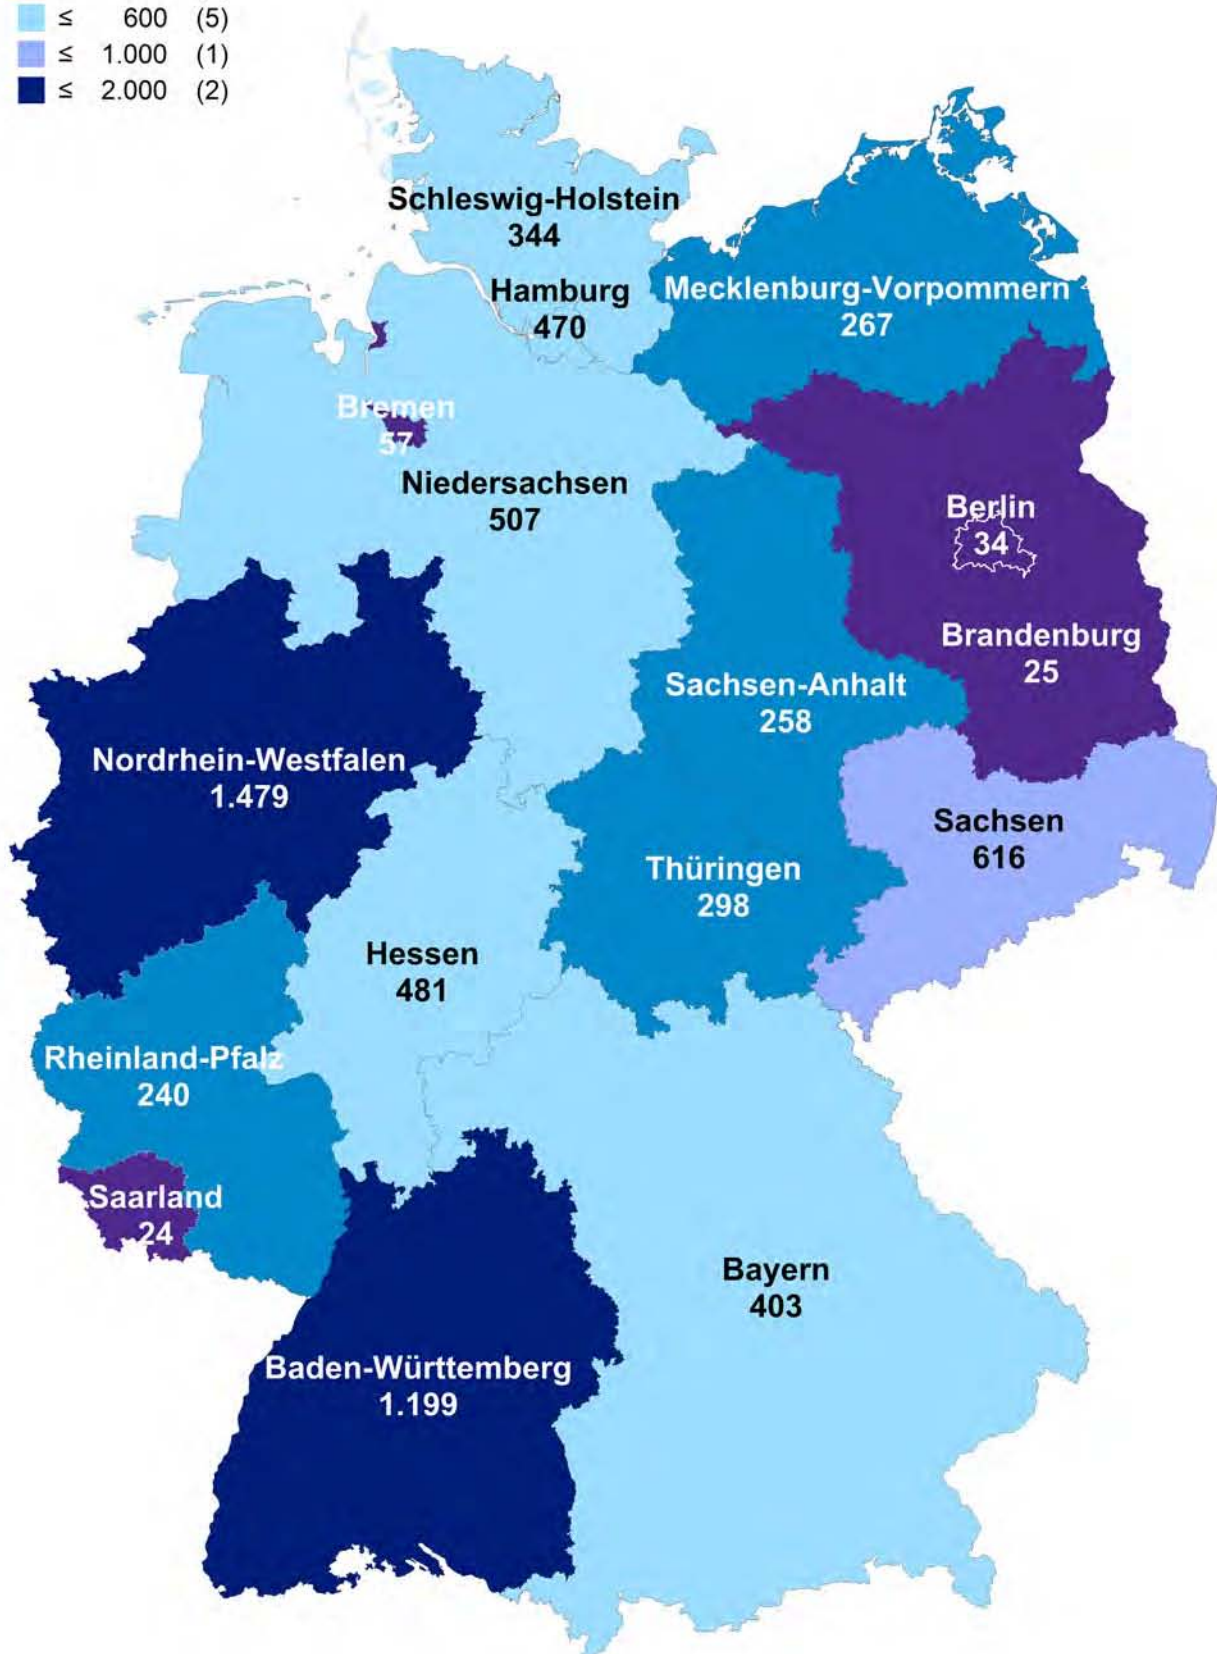 ≤ 600 (5)
≤ 1.000 (1)
≤ 2.000 (2)
Schleswig-Holstein
344
Hamburg
470
Mecklenburg-Vorpommern
267
Bremen
57
Niedersachsen
507
Berlin
34
Brandenburg
25
Sachsen-Anhalt
258
Nordrhein-Westfalen
1.479
Sachsen
616
Thüringen
298
Hessen
481
Rheinland-Pfalz
240
Saarland
24
Bayern
403
Baden-Württemberg
1.199